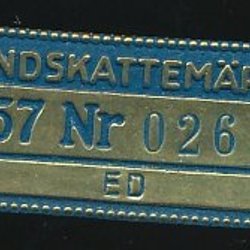 NDSKATTEMÄ
57 Nr 026
ED